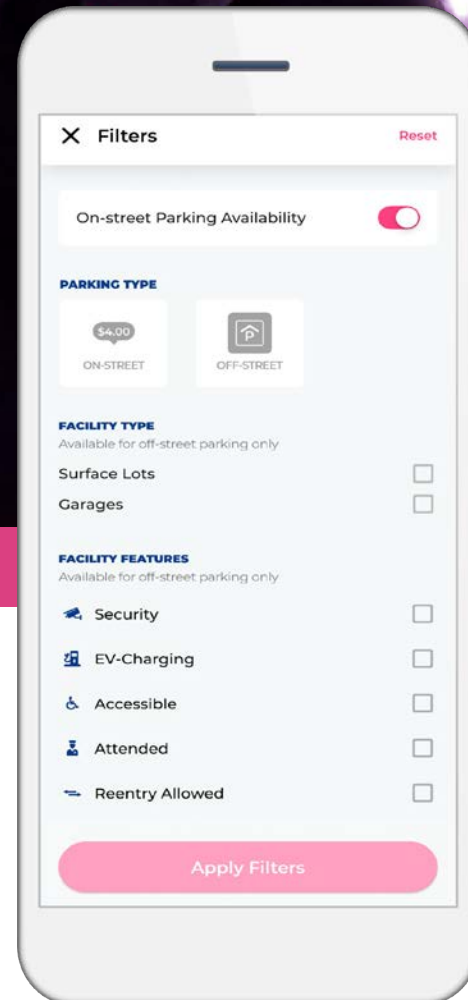 Filters
Reset
On-street Parking Availability
PARKING TYPE
$4.00
P
ON-STREET
OFF-STREET
FACILITY TYPE
Available for off-street parking only
Surface Lots
Garages
FACILITY FEATURES
Available for off-street parking only
Security
EV-Charging
Accessible
Attended
Reentry Allowed
Apply Filters